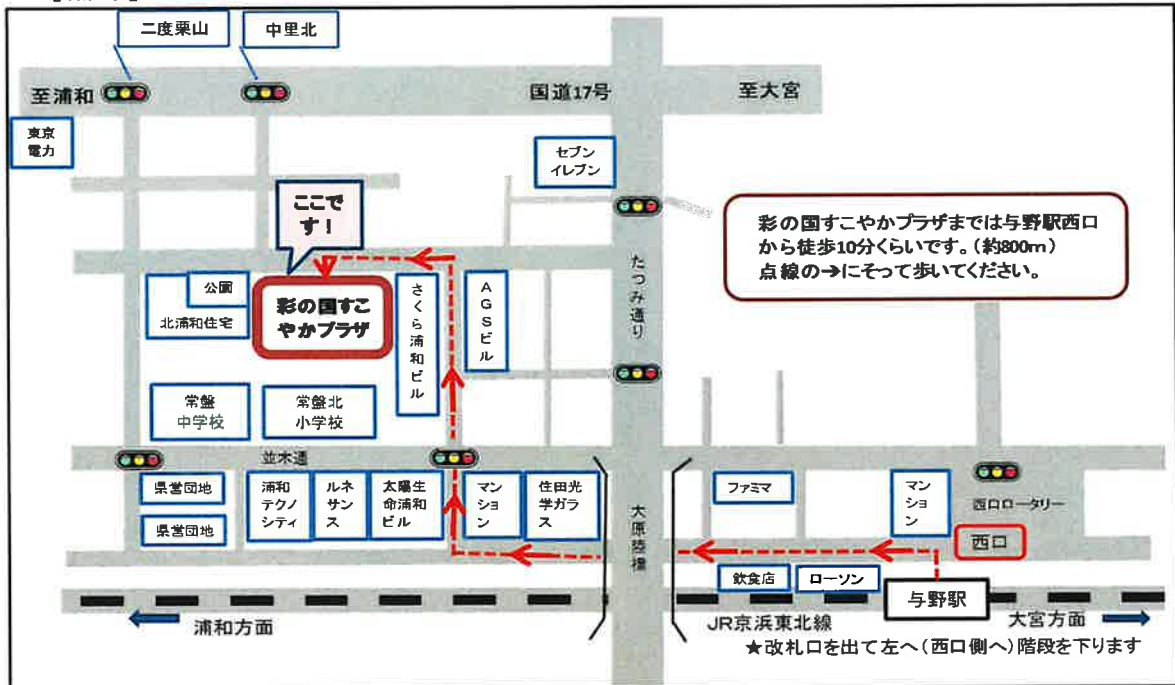 二度栗山
中里北
至浦和
国道17号
至大宮
東京
電力
セブン
イレブン
ここで
す！
彩の国すこやかプラザまでは与野駅西口
から徒歩10分くらいです。（約800m）
点線の→にそって歩いてください。
たつみ通り
公園
北浦和住宅
彩の国すこ
やかプラザ
さくら浦和ビル
AGSビル
常盤
中学校
常盤北
小学校
並木通
県営団地
県営団地
浦和
テクノ
シティ
ルネ
サン
ス
太陽生
命浦和
ビル
マン
ショ
ン
住田光
学ガラ
ス
大原陸橋
ファミマ
マン
ショ
ン
西口ロータリー
西口
飲食店
ローソン
与野駅
浦和方面
JR京浜東北線
大宮方面
★改札口を出て左へ（西口側へ）階段を下ります